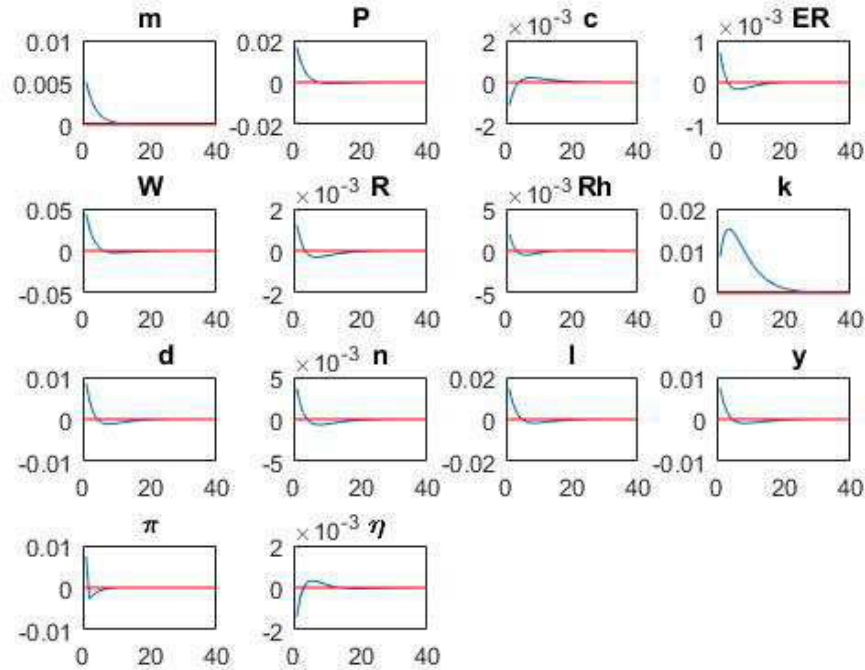 m P × 10⁻³ c × 10⁻³ ER
0.01 0.02 2 1
0.005 0 0 0
0 -0.02 -2 -1
0 20 40 0 20 40 0 20 40 0 20 40
W × 10⁻³ R × 10⁻³ Rh k
0.05 2 5 0.02
0 0 0 0.01
-0.05 -2 -5 0
0 20 40 0 20 40 0 20 40 0 20 40
d × 10⁻³ n l y
0.01 5 0.02 0.01
0 0 0 0
-0.01 -5 -0.02 -0.01
0 20 40 0 20 40 0 20 40 0 20 40
π × 10⁻³ η
0.01 2
0 0
-0.01 -2
0 20 40 0 20 40